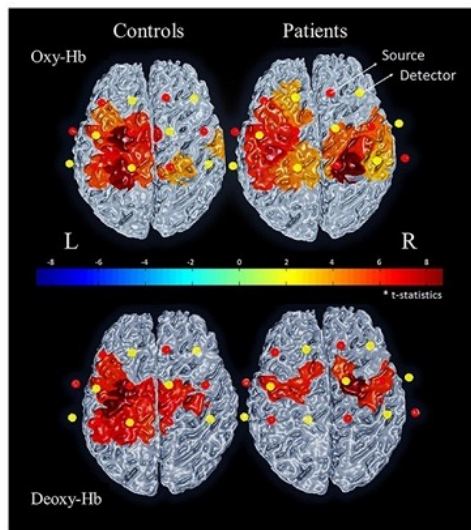 Controls Patients
Oxy-Hb
Source
Detector
L R
-8 -6 -4 -2 0 2 4 6 8
* t-statistics
Deoxy-Hb